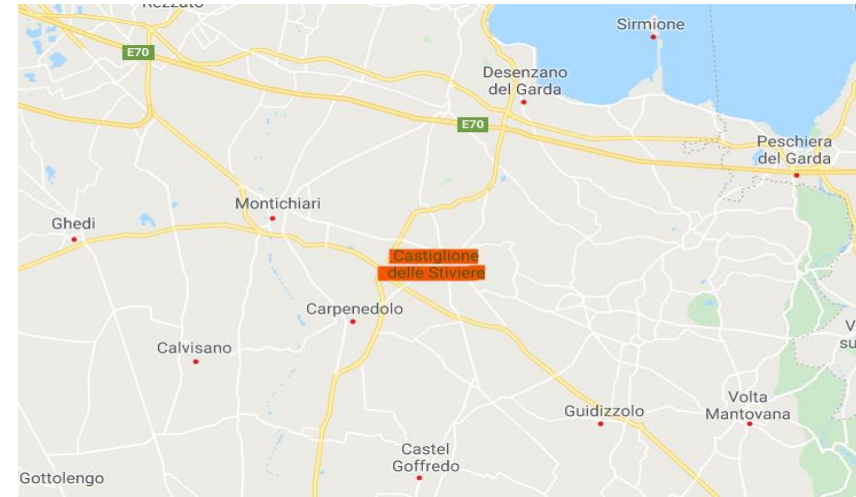 Rezzato
Sirmione
E70
Desenzano
del Garda
E70
Peschiera
del Garda
Montichiari
Ghedi
Castiglione
delle Stiviere
Carpenedolo
Calvisano
Guidizzolo
Volta
Mantovana
Castel
Goffredo
Gottolengo